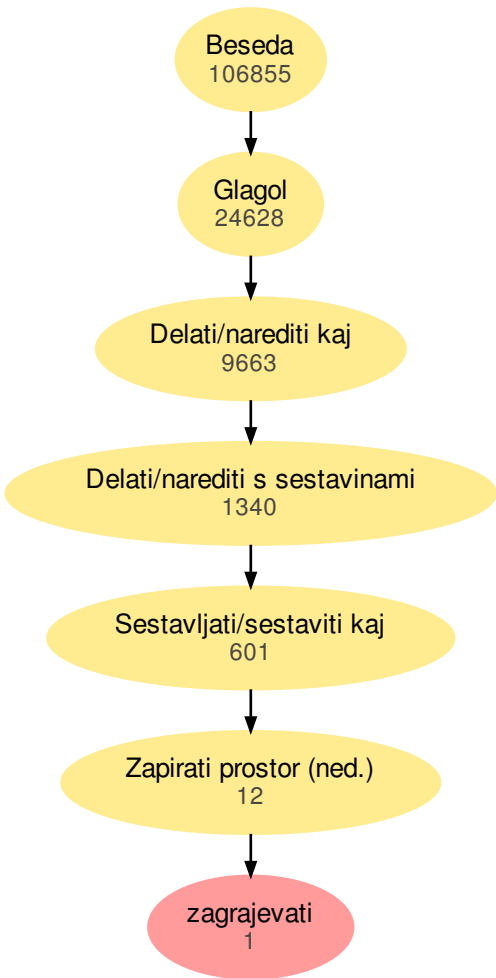 Beseda
106855
Glagol
24628
Delati/narediti kaj
9663
Delati/narediti s sestavinami
1340
Sestavljati/sestaviti kaj
601
Zapirati prostor (ned.)
12
zagrajevati
1